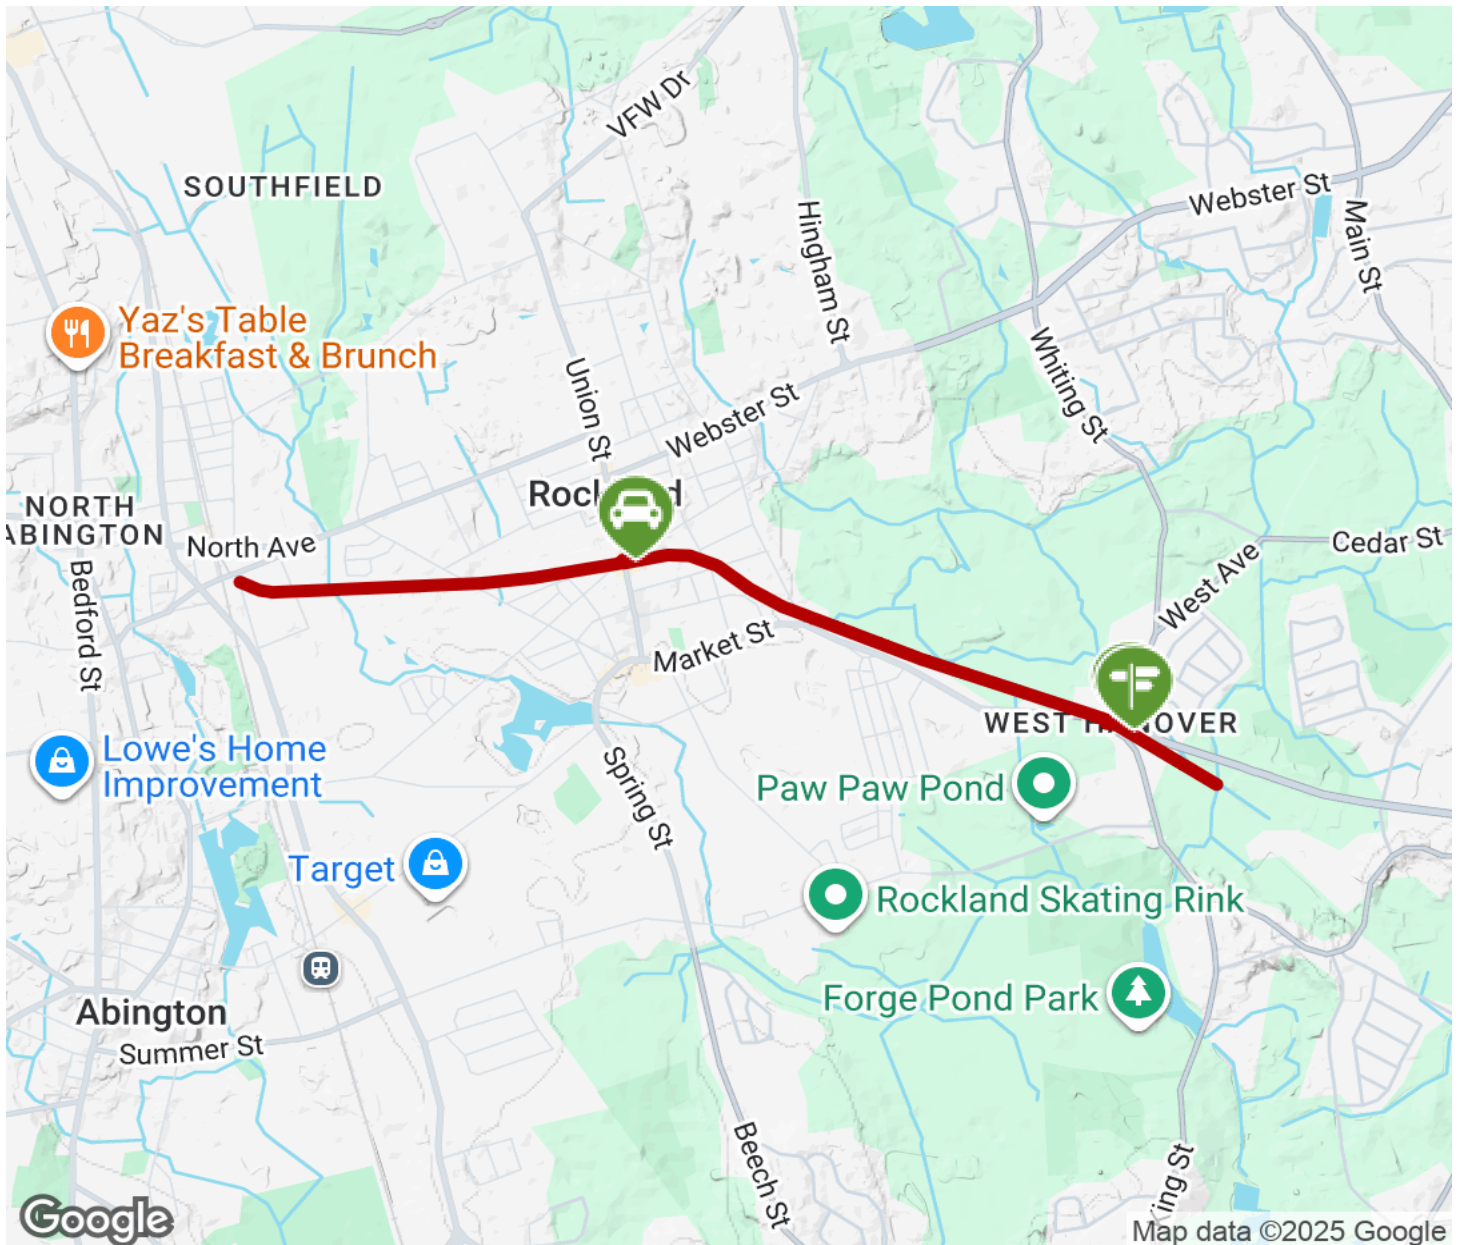 VFW Dr
SOUTHFIELD
Webster St
Hingham St
Main St
Yaz's Table
Breakfast & Brunch
Union St
Whiting St
Webster St
NORTH
ABINGTON
North Ave
Cedar St
West Ave
Bedford St
Market St
WEST
Lowe's Home
Improvement
Paw Paw Pond
Spring St
Target
Rockland Skating Rink
Forge Pond Park
Abington
Summer St
Beech St
St
Google
Map data ©2025 Google